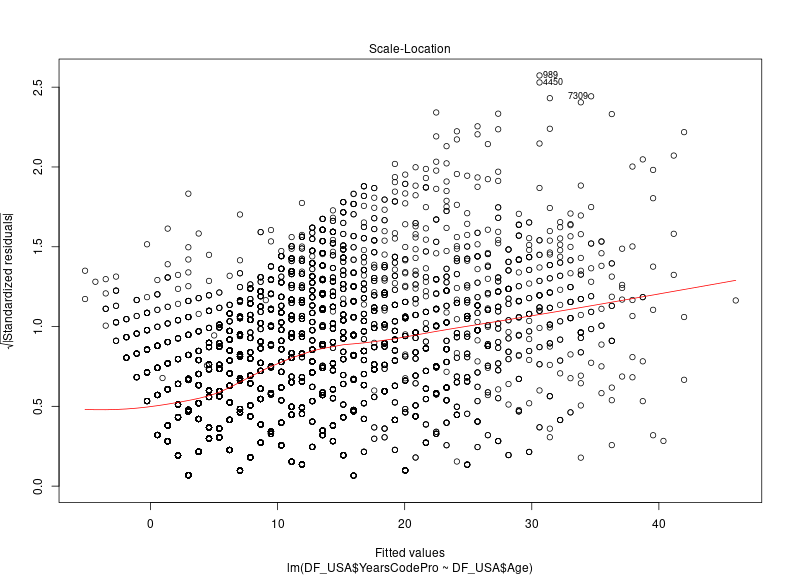 Scale-Location
√|Standardized residuals|
2.5
2.0
1.5
1.0
0.5
0.0
989
4450
7309
0 10 20 30 40
Fitted values
lm(DF_USA$YearsCodePro ~ DF_USA$Age)